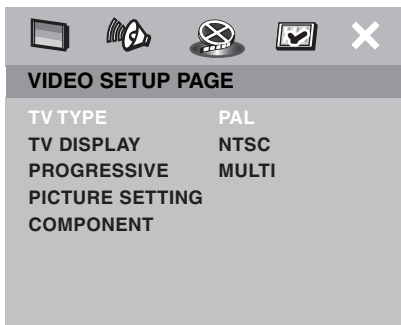 VIDEO SETUP PAGE
TV TYPE PAL
TV DISPLAY NTSC
PROGRESSIVE MULTI
PICTURE SETTING
COMPONENT